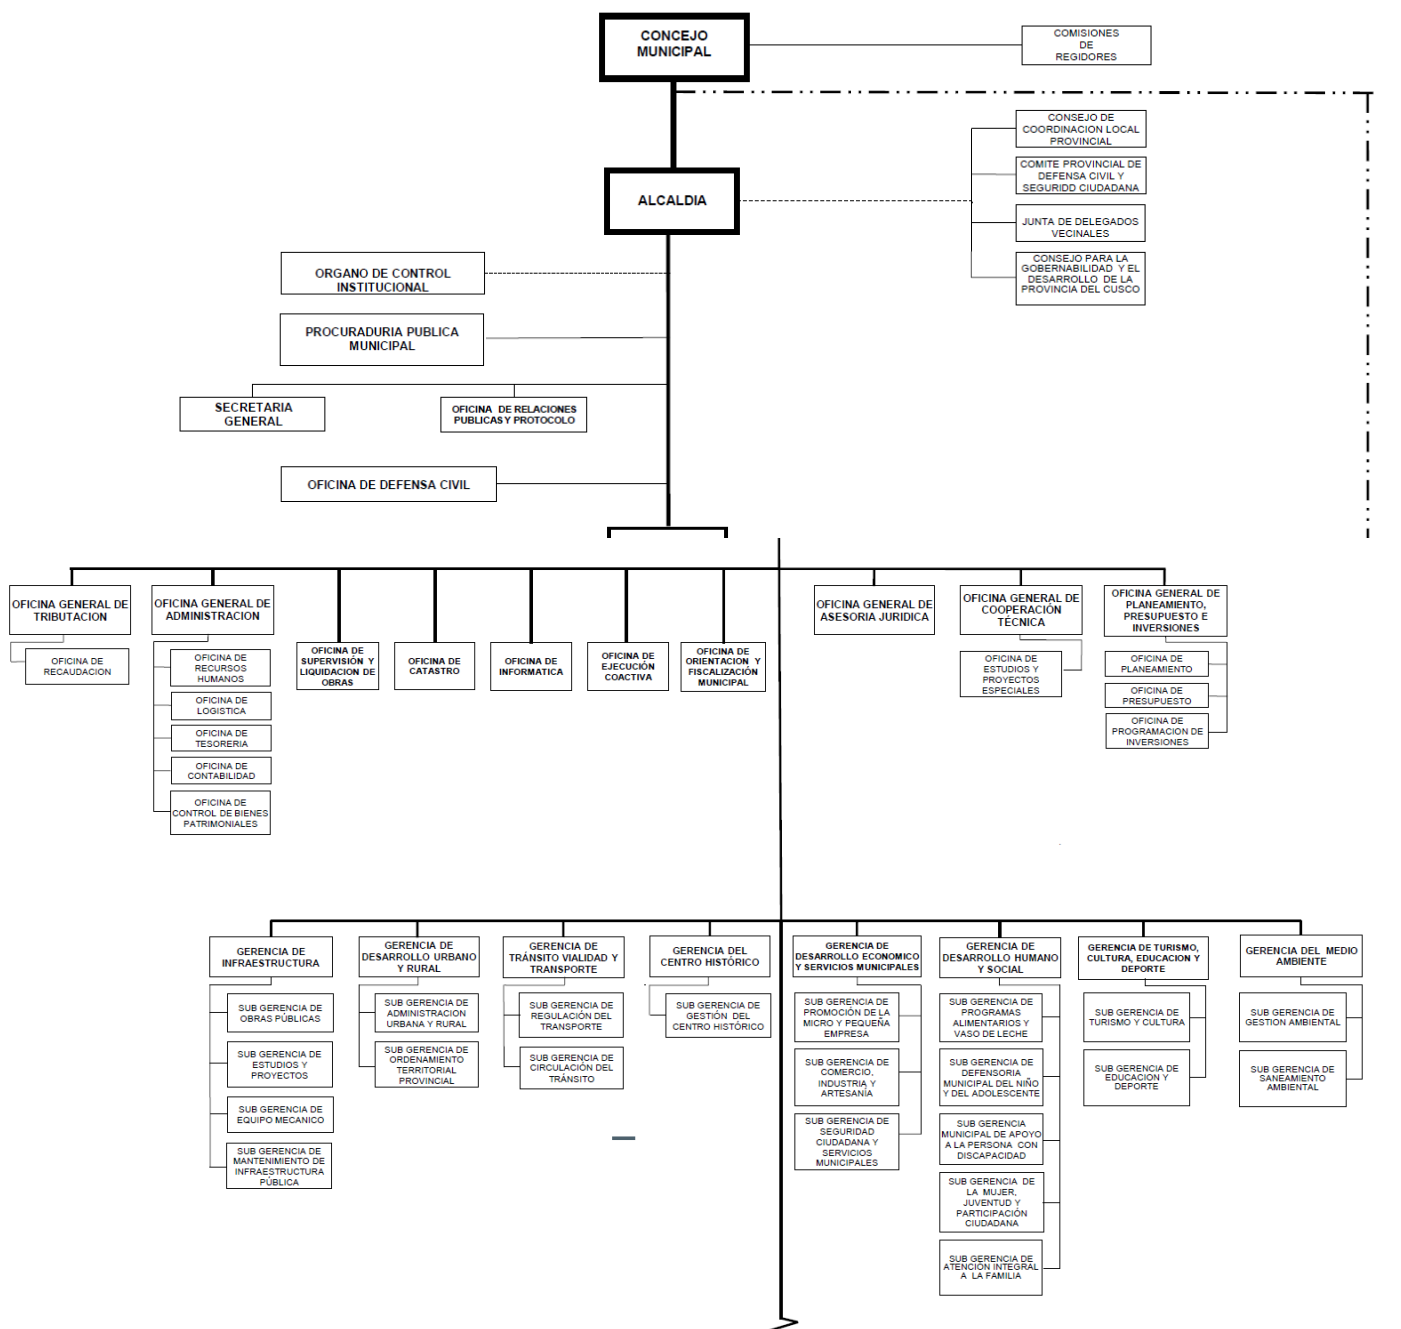 CONCEJO
MUNICIPAL
COMISIONES
DE
REGIDORES
CONSEJO DE
COORDINACION LOCAL
PROVINCIAL
COMITE PROVINCIAL DE
DEFENSA CIVIL Y
SEGURIDD CIUDADANA
ALCALDIA
JUNTA DE DELEGADOS
VECINALES
CONSEJO PARA LA
GOBERNABILIDAD Y EL
DESARROLLO DE LA
PROVINCIA DEL CUSCO
ORGANO DE CONTROL
INSTITUCIONAL
PROCURADURIA PUBLICA
MUNICIPAL
SECRETARIA
GENERAL
OFICINA DE RELACIONES
PUBLICAS Y PROTOCOLO
OFICINA DE DEFENSA CIVIL
OFICINA GENERAL DE
TRIBUTACION
OFICINA DE
RECAUDACION
OFICINA GENERAL DE
ADMINISTRACION
OFICINA DE
RECURSOS
HUMANOS
OFICINA DE
LOGISTICA
OFICINA DE
TESORERIA
OFICINA DE
CONTABILIDAD
OFICINA DE
CONTROL DE BIENES
PATRIMONIALES
OFICINA DE
SUPERVISIÓN Y
LIQUIDACION DE
OBRAS
OFICINA DE
CATASTRO
OFICINA DE
INFORMATICA
OFICINA DE
EJECUCIÓN
COACTIVA
OFICINA DE
ORIENTACION Y
FISCALIZACIÓN
MUNICIPAL
OFICINA GENERAL DE
ASESORIA JURIDICA
OFICINA GENERAL DE
COOPERACIÓN
TÉCNICA
OFICINA DE
ESTUDIOS Y
PROYECTOS
ESPECIALES
OFICINA GENERAL DE
PLANEAMIENTO,
PRESUPUESTO E
INVERSIONES
OFICINA DE
PLANEAMIENTO
OFICINA DE
PRESUPUESTO
OFICINA DE
PROGRAMACION DE
INVERSIONES
GERENCIA DE
INFRAESTRUCTURA
SUB GERENCIA DE
OBRAS PÚBLICAS
SUB GERENCIA DE
ESTUDIOS Y
PROYECTOS
SUB GERENCIA DE
EQUIPO MECANICO
SUB GERENCIA DE
MANTENIMIENTO DE
INFRAESTRUCTURA
PÚBLICA
GERENCIA DE
DESARROLLO URBANO
Y RURAL
SUB GERENCIA DE
ADMINISTRACION
URBANA Y RURAL
SUB GERENCIA DE
ORDENAMIENTO
TERRITORIAL
PROVINCIAL
GERENCIA DE
TRÁNSITO VIALIDAD Y
TRANSPORTE
SUB GERENCIA DE
REGULACIÓN DEL
TRANSPORTE
SUB GERENCIA DE
CIRCULACIÓN DEL
TRÁNSITO
GERENCIA DEL
CENTRO HISTÓRICO
SUB GERENCIA DE
GESTIÓN DEL
CENTRO HISTÓRICO
GERENCIA DE
DESARROLLO ECONOMICO
Y SERVICIOS MUNICIPALES
SUB GERENCIA DE
PROMOCIÓN DE LA
MICRO Y PEQUEÑA
EMPRESA
SUB GERENCIA DE
COMERCIO,
INDUSTRIA Y
ARTESANÍA
SUB GERENCIA DE
SEGURIDAD
CIUDADANA Y
SERVICIOS
MUNICIPALES
GERENCIA DE
DESARROLLO HUMANO
Y SOCIAL
SUB GERENCIA DE
PROGRAMAS
ALIMENTARIOS Y
VASO DE LECHE
SUB GERENCIA DE
DEFENSORIA
MUNICIPAL DEL NIÑO
Y DEL ADOLESCENTE
SUB GERENCIA
MUNICIPAL DE APOYO
A LA PERSONA CON
DISCAPACIDAD
SUB GERENCIA DE
LA MUJER,
JUVENTUD Y
PARTICIPACIÓN
CIUDADANA
SUB GERENCIA DE
ATENCIÓN INTEGRAL
A LA FAMILIA
GERENCIA DE TURISMO,
CULTURA, EDUCACION Y
DEPORTE
SUB GERENCIA DE
TURISMO Y CULTURA
SUB GERENCIA DE
EDUCACION Y
DEPORTE
GERENCIA DEL MEDIO
AMBIENTE
SUB GERENCIA DE
GESTION AMBIENTAL
SUB GERENCIA DE
SANEAMIENTO
AMBIENTAL